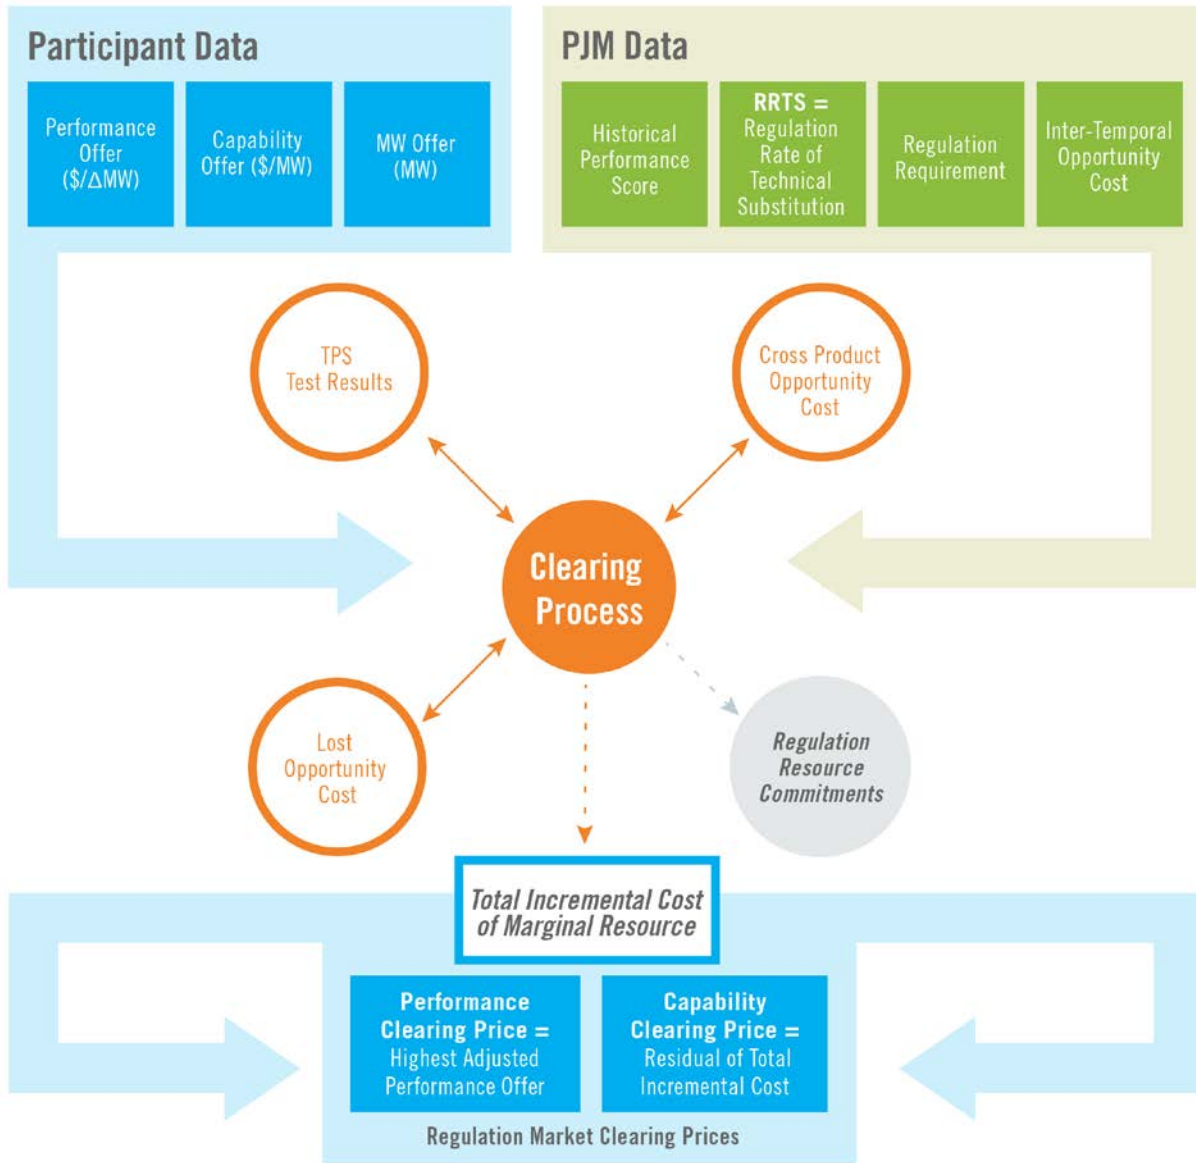 Participant Data
Performance
Offer
($/ΔMW)
Capability
Offer ($/MW)
MW Offer
(MW)
PJM Data
Historical
Performance
Score
RRTS =
Regulation
Rate of
Technical
Substitution
Regulation
Requirement
Inter-Temporal
Opportunity
Cost
TPS
Test Results
Cross Product
Opportunity
Cost
Clearing
Process
Lost
Opportunity
Cost
Regulation
Resource
Commitments
Total Incremental Cost
of Marginal Resource
Performance
Clearing Price =
Highest Adjusted
Performance Offer
Capability
Clearing Price =
Residual of Total
Incremental Cost
Regulation Market Clearing Prices